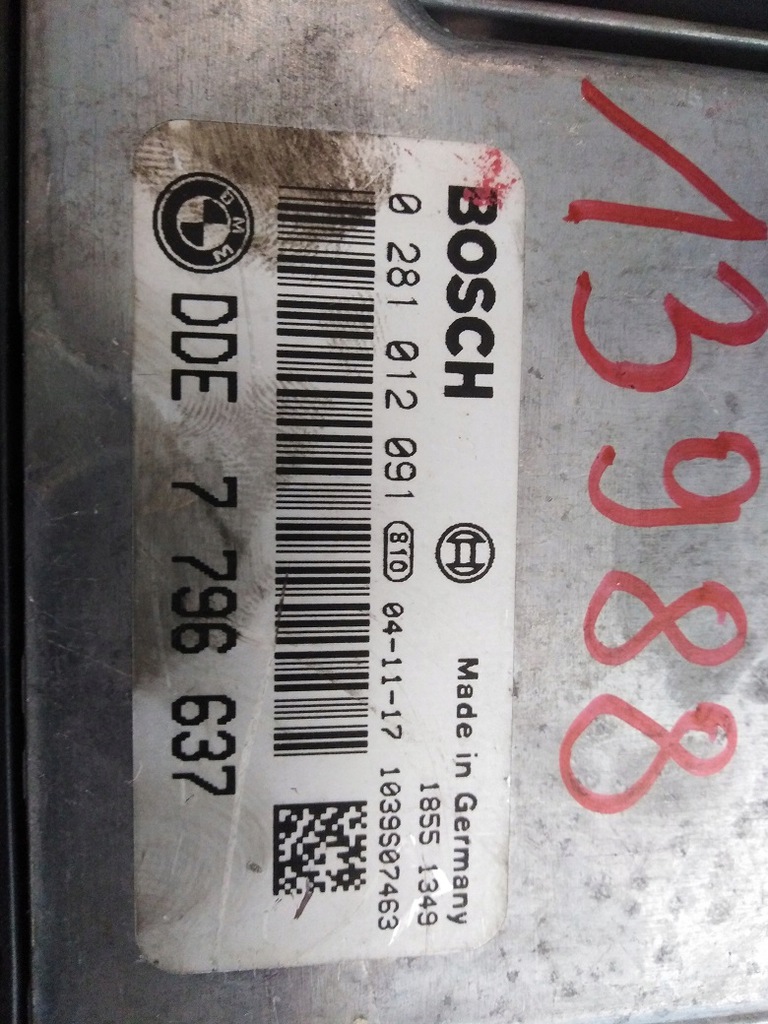 13988
BOSCH Made in Germany
1855 1349
0 281 012 091 810 04-11-17 1039S07463
BMW DDE 7 796 637